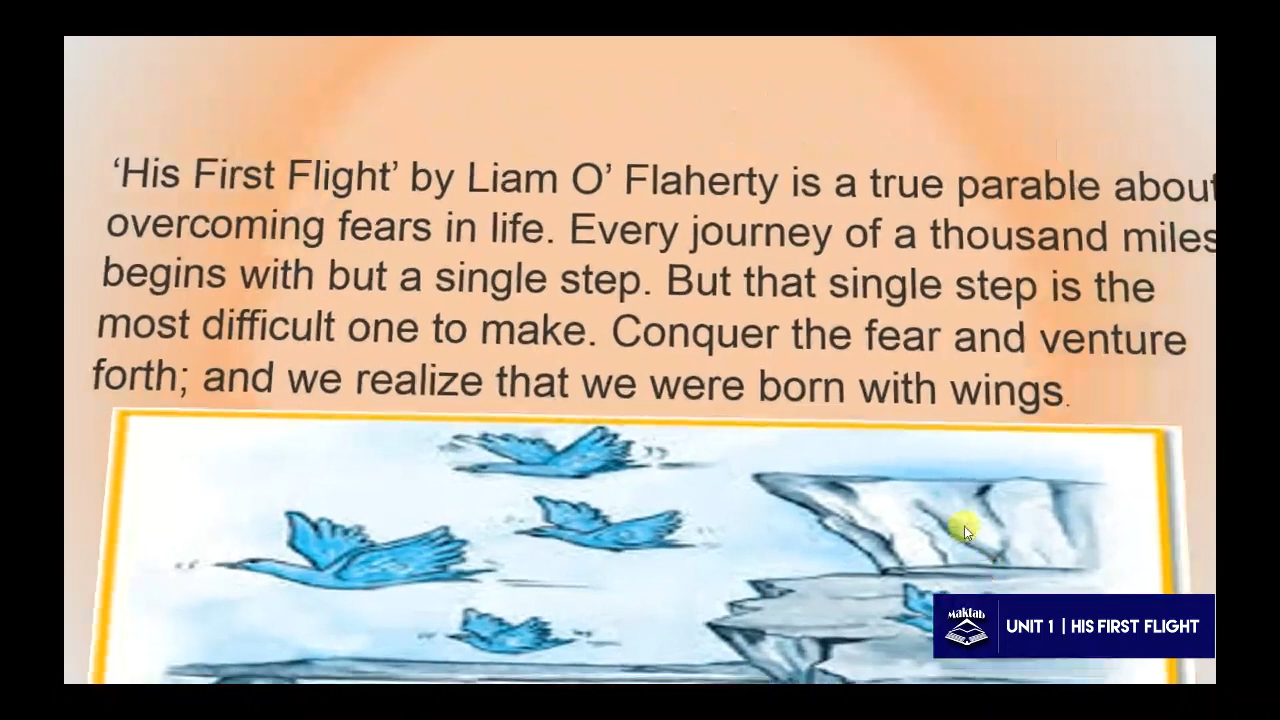 ‘His First Flight’ by Liam O’ Flaherty is a true parable about
overcoming fears in life. Every journey of a thousand miles
begins with but a single step. But that single step is the
most difficult one to make. Conquer the fear and venture
forth; and we realize that we were born with wings.
Maktab
UNIT 1 | HIS FIRST FLIGHT